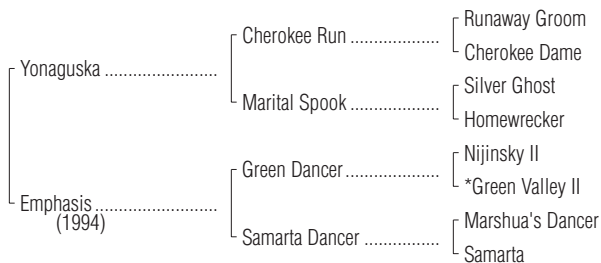 Runaway Groom
Cherokee Run ...................
Cherokee Dame
Yonaguska ........................
Silver Ghost
Marital Spook ...................
Homewrecker
Nijinsky II
Green Dancer....................
*Green Valley II
Emphasis..........................
(1994)
Marshua's Dancer
Samarta Dancer ................
Samarta